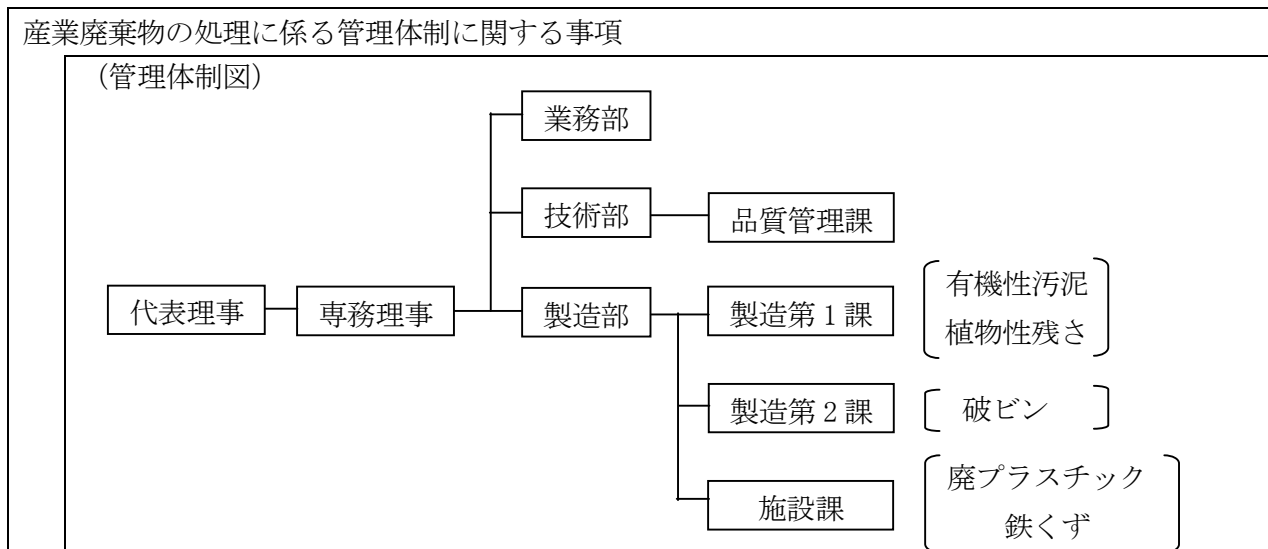 産業廃棄物の処理に係る管理体制に関する事項
（管理体制図）
業務部
技術部
品質管理課
代表理事
専務理事
製造部
製造第１課
有機性汚泥
植物性残さ
製造第２課
破ビン
施設課
廃プラスチック
鉄くず